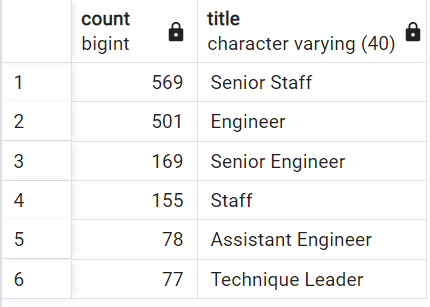 count title
bigint character varying (40)
1 569 Senior Staff
2 501 Engineer
3 169 Senior Engineer
4 155 Staff
5 78 Assistant Engineer
6 77 Technique Leader